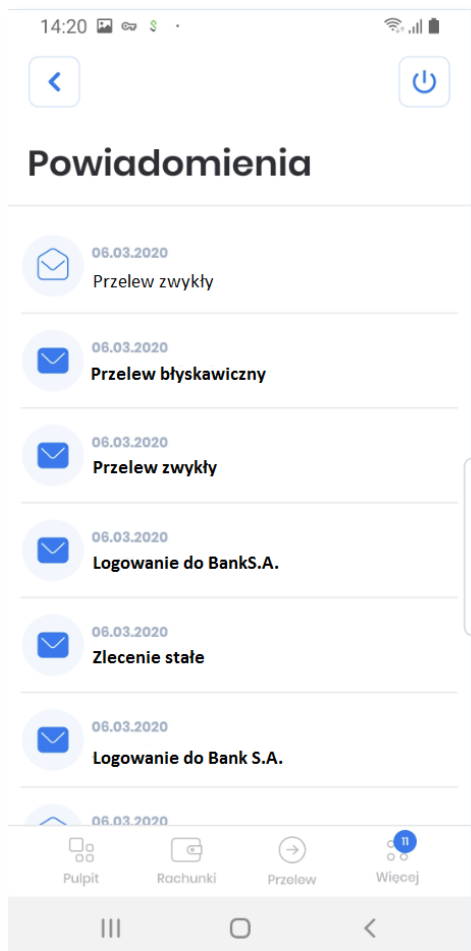 14:20
Powiadomienia
06.03.2020
Przelew zwykły
06.03.2020
Przelew błyskawiczny
06.03.2020
Przelew zwykły
06.03.2020
Logowanie do BankS.A.
06.03.2020
Zlecenie stałe
06.03.2020
Logowanie do Bank S.A.
06.03.2020
11
Pulpit Rachunki Przelew Więcej